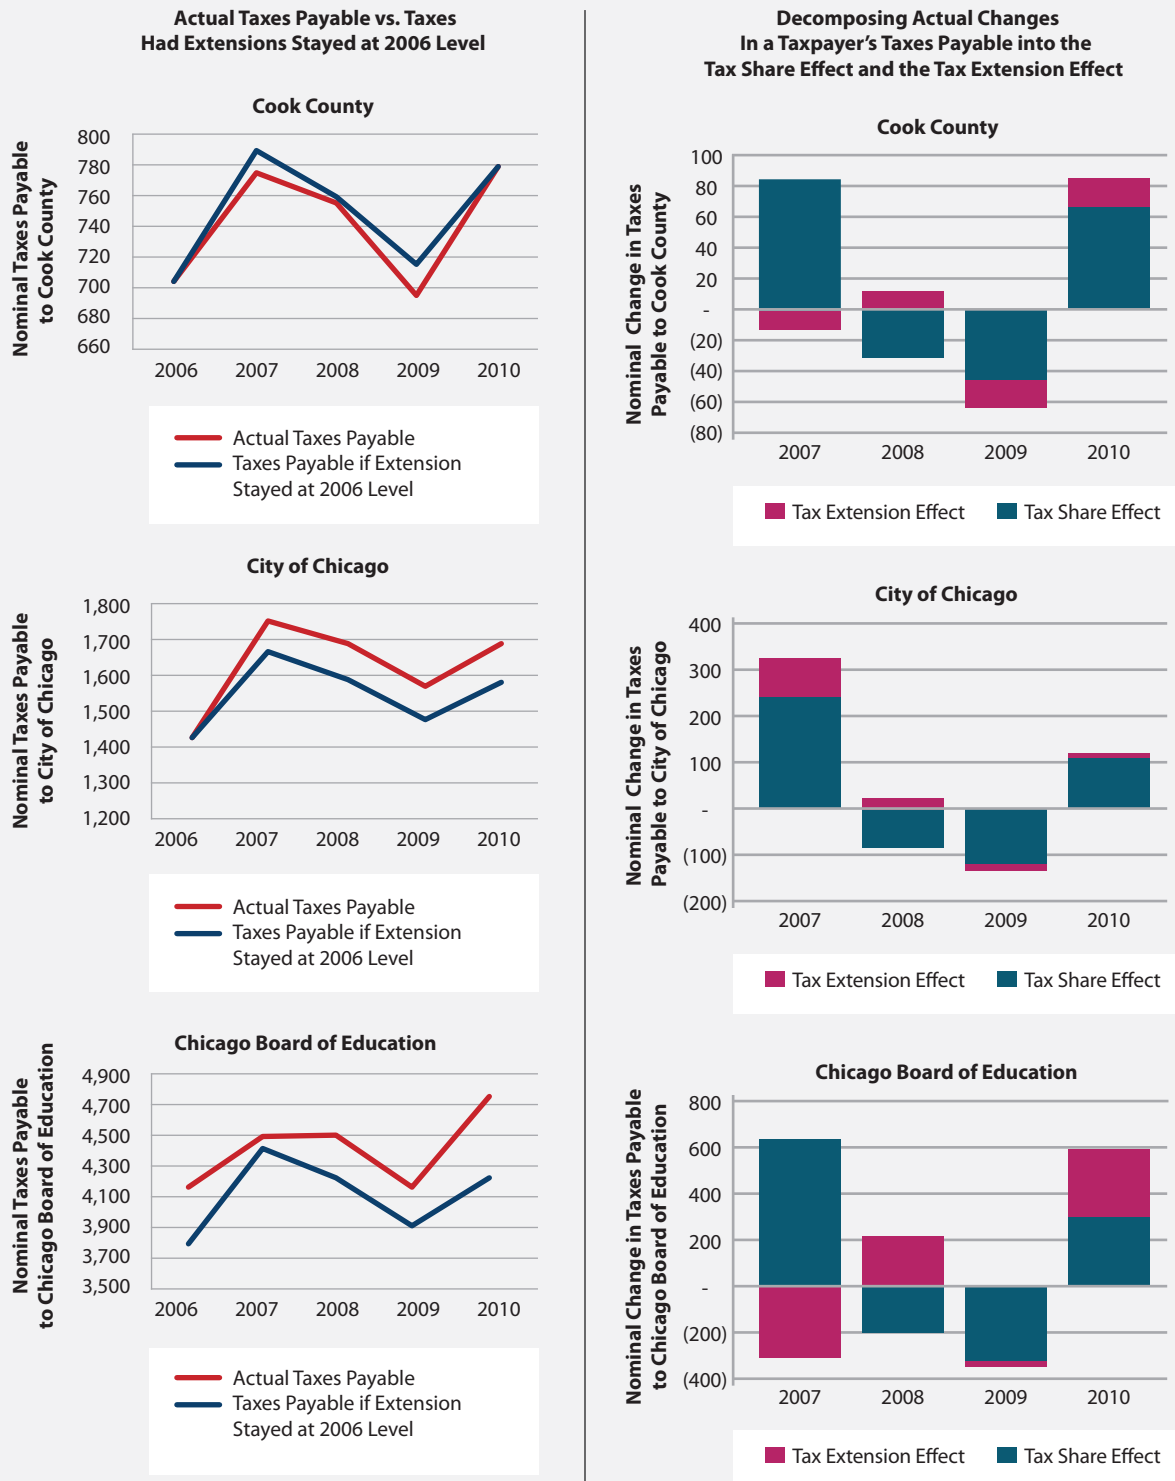 Actual Taxes Payable vs. Taxes
Had Extensions Stayed at 2006 Level
Cook County
Nominal Taxes Payable
to Cook County
800
780
760
740
720
700
680
660
2006 2007 2008 2009 2010
Actual Taxes Payable
Taxes Payable if Extension
Stayed at 2006 Level
City of Chicago
Nominal Taxes Payable
to City of Chicago
1,800
1,700
1,600
1,500
1,400
1,300
1,200
2006 2007 2008 2009 2010
Actual Taxes Payable
Taxes Payable if Extension
Stayed at 2006 Level
Chicago Board of Education
Nominal Taxes Payable
to Chicago Board of Education
4,900
4,700
4,500
4,300
4,100
3,900
3,700
3,500
2006 2007 2008 2009 2010
Actual Taxes Payable
Taxes Payable if Extension
Stayed at 2006 Level
Decomposing Actual Changes
In a Taxpayer's Taxes Payable into the
Tax Share Effect and the Tax Extension Effect
Cook County
Nominal Change in Taxes
Payable to Cook County
100
80
60
40
20
-
(20)
(40)
(60)
(80)
2007 2008 2009 2010
Tax Extension Effect Tax Share Effect
City of Chicago
Nominal Change in Taxes
Payable to City of Chicago
400
300
200
100
-
(100)
(200)
2007 2008 2009 2010
Tax Extension Effect Tax Share Effect
Chicago Board of Education
Nominal Change in Taxes Payable
to Chicago Board of Education
800
600
400
200
-
(200)
(400)
2007 2008 2009 2010
Tax Extension Effect Tax Share Effect